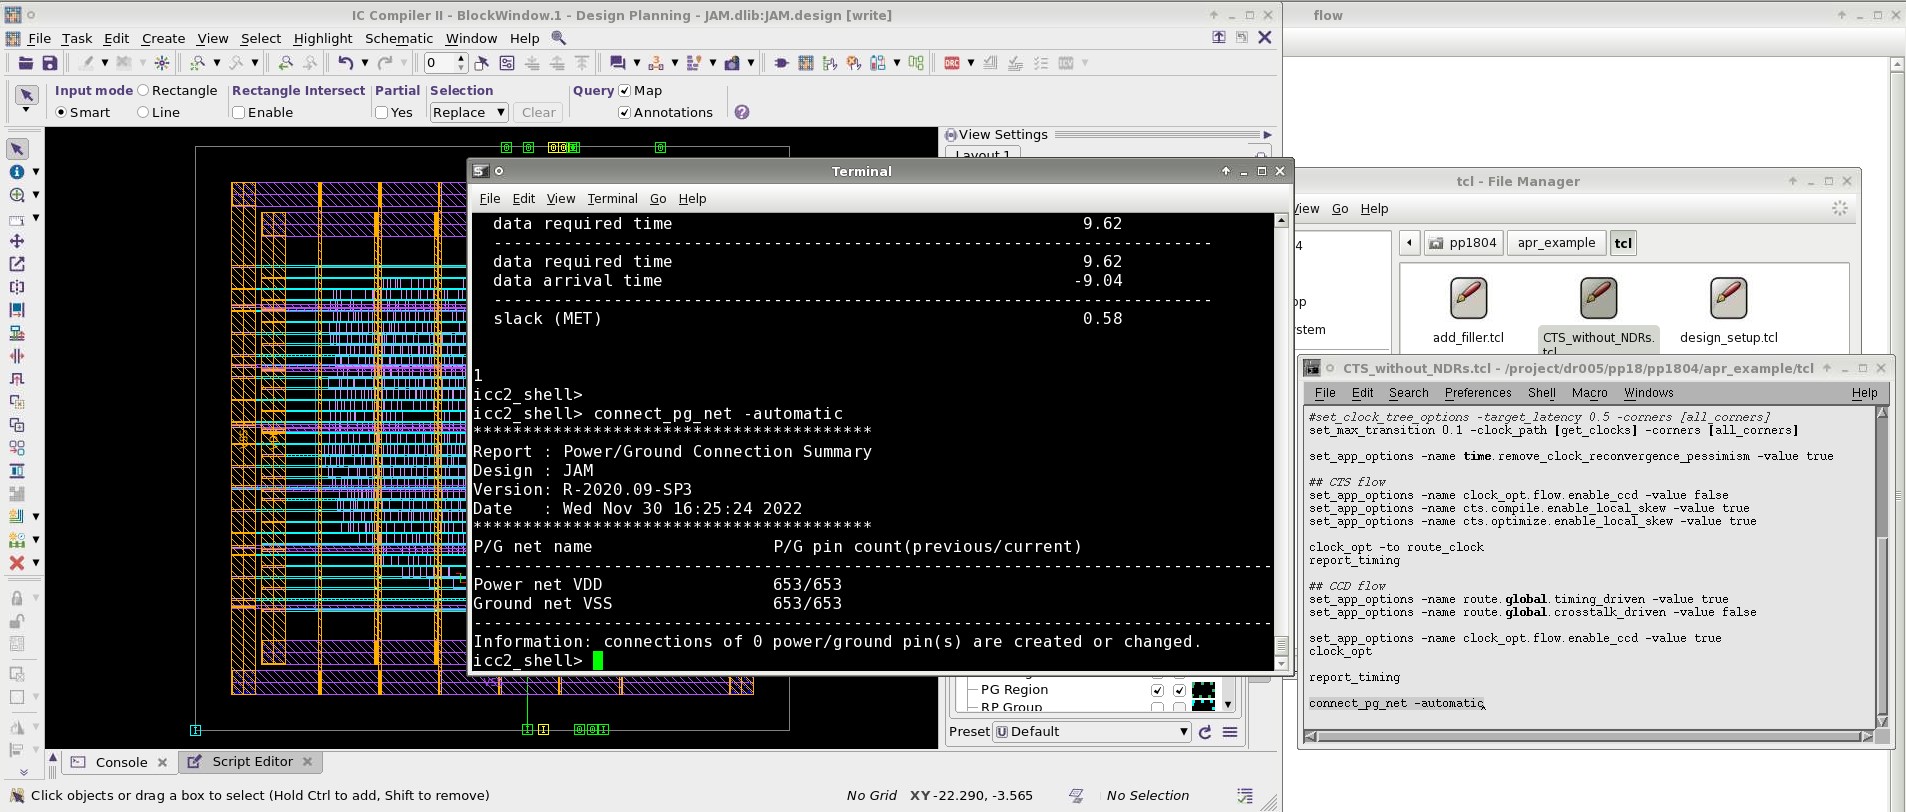 IC Compiler II - BlockWindow.1 - Design Planning - JAM.dlib:JAM.design [write]
flow
File Task Edit Create View Select Highlight Schematic Window Help
0
DRC
Input mode Rectangle Rectangle Intersect Partial Selection Query Map
Smart Line Enable Yes Replace Clear Annotations
View Settings
Layout 1
Terminal
File Edit View Terminal Go Help
data required time 9.62
--------------------------------------------------------------------------
data required time 9.62
data arrival time -9.04
--------------------------------------------------------------------------
slack (MET) 0.58
1
icc2_shell>
icc2_shell> connect_pg_net -automatic
****************************************
Report : Power/Ground Connection Summary
Design : JAM
Version: R-2020.09-SP3
Date   : Wed Nov 30 16:25:24 2022
****************************************
P/G net name P/G pin count(previous/current)
--------------------------------------------------------------------------------
Power net VDD 653/653
Ground net VSS 653/653
--------------------------------------------------------------------------------
Information: connections of 0 power/ground pin(s) are created or changed.
icc2_shell>
tcl - File Manager
View Go Help
pp1804 apr_example tcl
add_filler.tcl CTS_without_NDRs. design_setup.tcl
tcl
CTS_without_NDRs.tcl - /project/dr005/pp18/pp1804/apr_example/tcl
File Edit Search Preferences Shell Macro Windows Help
#set_clock_tree_options -target_latency 0.5 -corners [all_corners]
set_max_transition 0.1 -clock_path [get_clocks] -corners [all_corners]
set_app_options -name time.remove_clock_reconvergence_pessimism -value true
## CTS flow
set_app_options -name clock_opt.flow.enable_ccd -value false
set_app_options -name cts.compile.enable_local_skew -value true
set_app_options -name cts.optimize.enable_local_skew -value true
clock_opt -to route_clock
report_timing
## CCD flow
set_app_options -name route.global.timing_driven -value true
set_app_options -name route.global.crosstalk_driven -value false
set_app_options -name clock_opt.flow.enable_ccd -value true
clock_opt
report_timing
connect_pg_net -automatic
PG Region
RP Group
Preset Default
Console Script Editor
Click objects or drag a box to select (Hold Ctrl to add, Shift to remove) No Grid XY -22.290, -3.565 No Selection